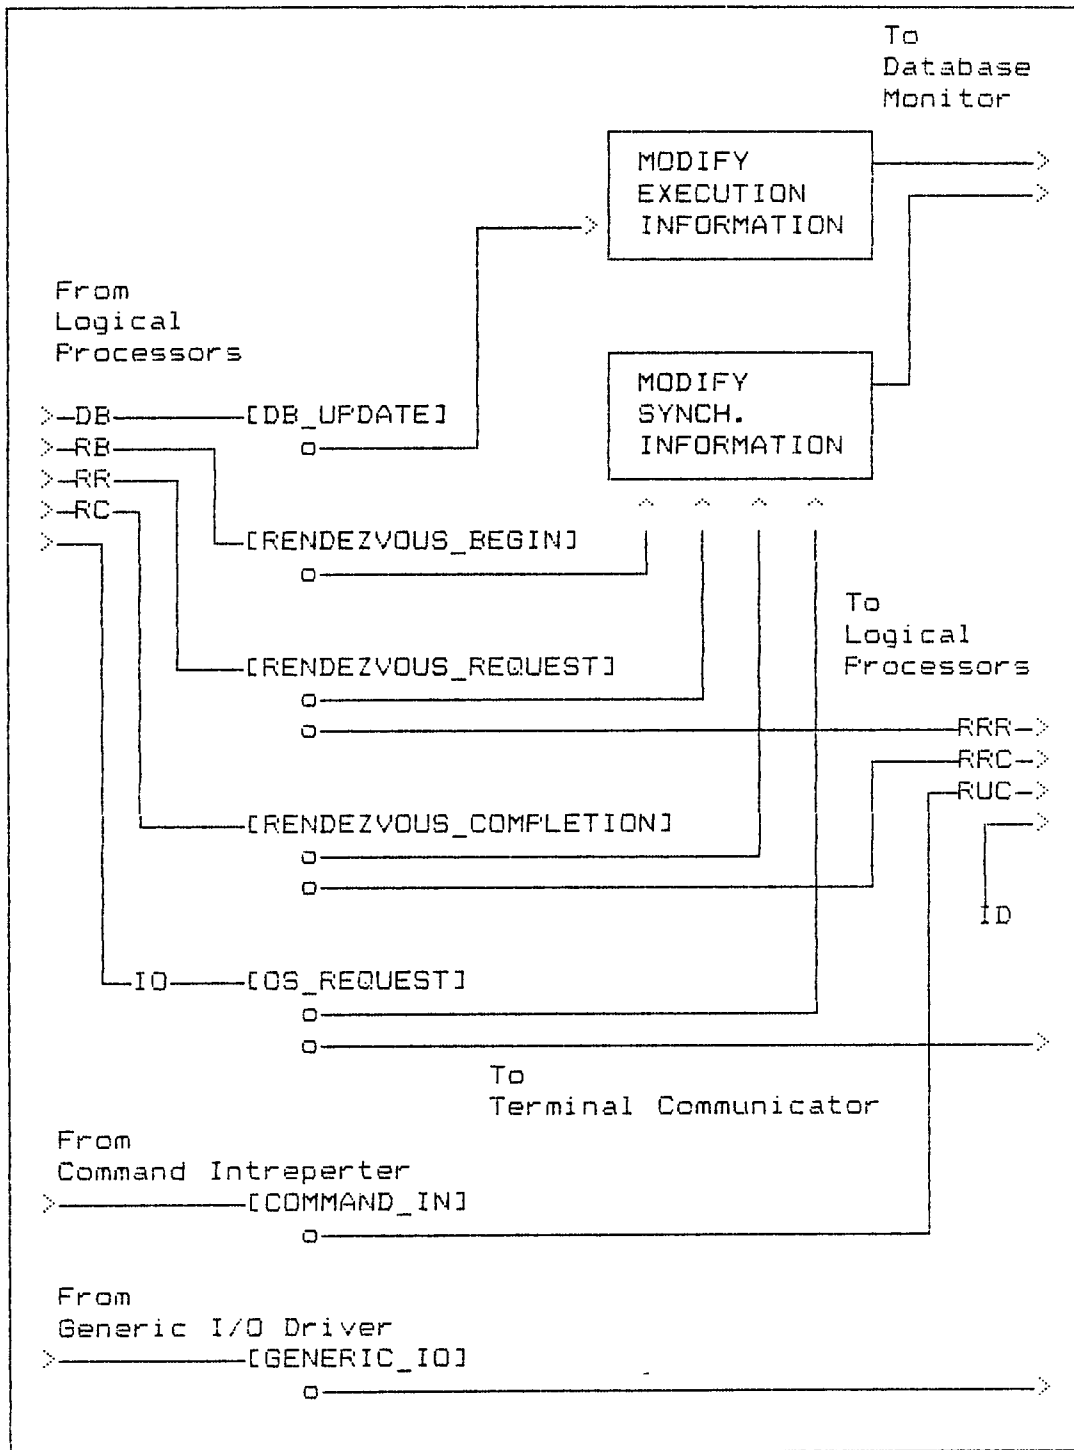 To
Database
Monitor
MODIFY
EXECUTION
INFORMATION
From
Logical
Processors
MODIFY
SYNCH.
INFORMATION
DB [DB_UPDATE]
RB
RR
RC
[RENDEZVOUS_BEGIN]
To
Logical
Processors
[RENDEZVOUS_REQUEST]
RRR
RRC
RUC
[RENDEZVOUS_COMPLETION]
ID
IO [OS_REQUEST]
To
Terminal Communicator
From
Command Intreperter
[COMMAND_IN]
From
Generic I/O Driver
[GENERIC_IO]